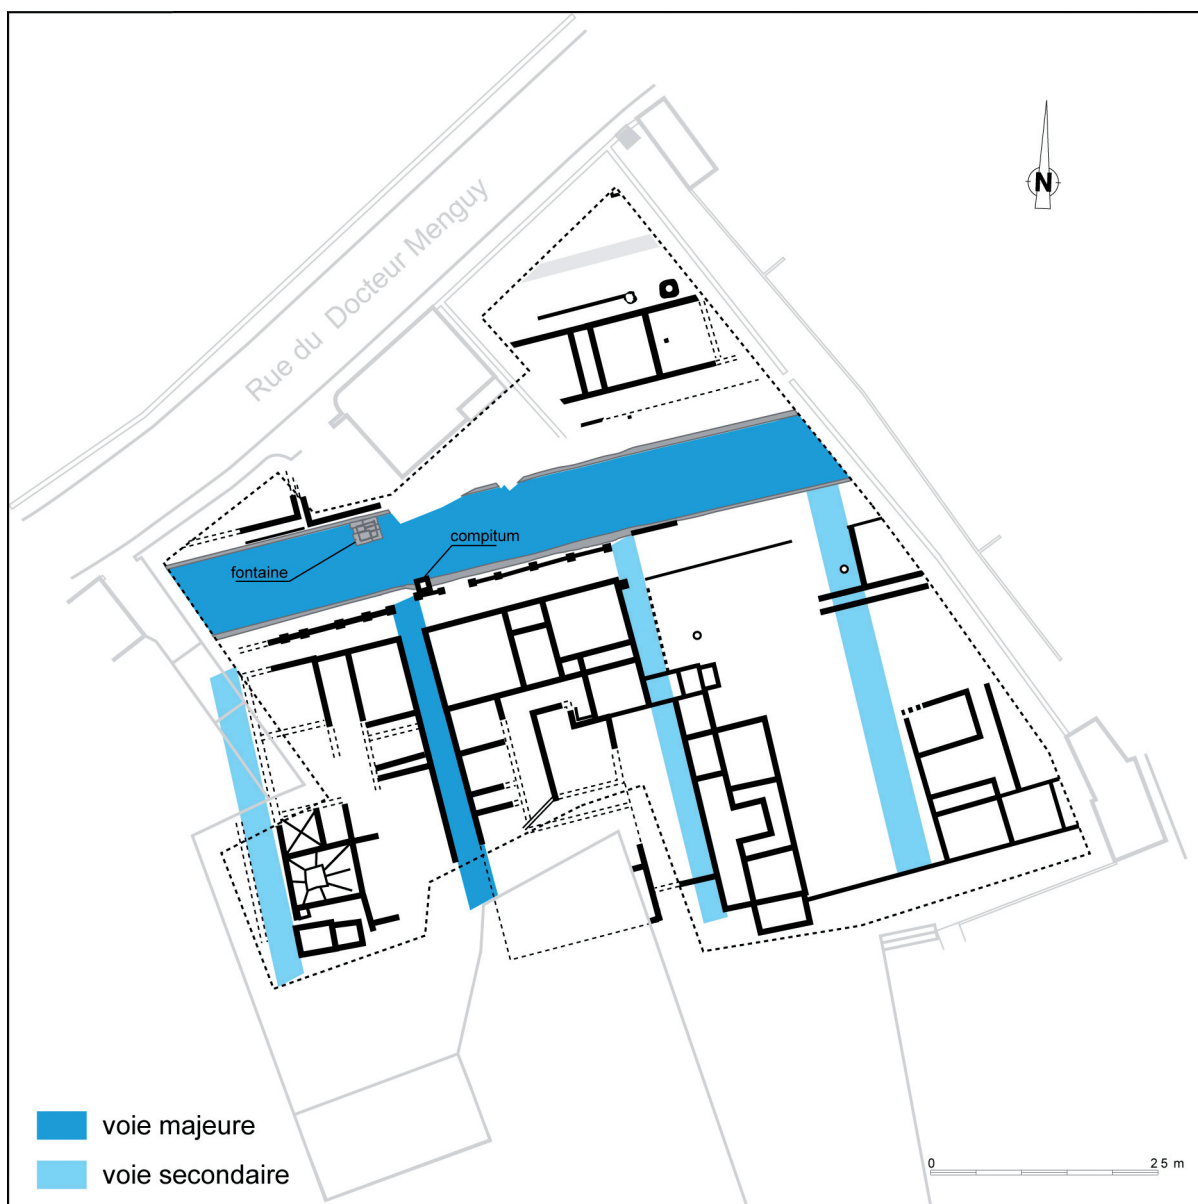 N
Rue du Docteur Menguy
compitum
fontaine
voie majeure
voie secondaire
0 25 m